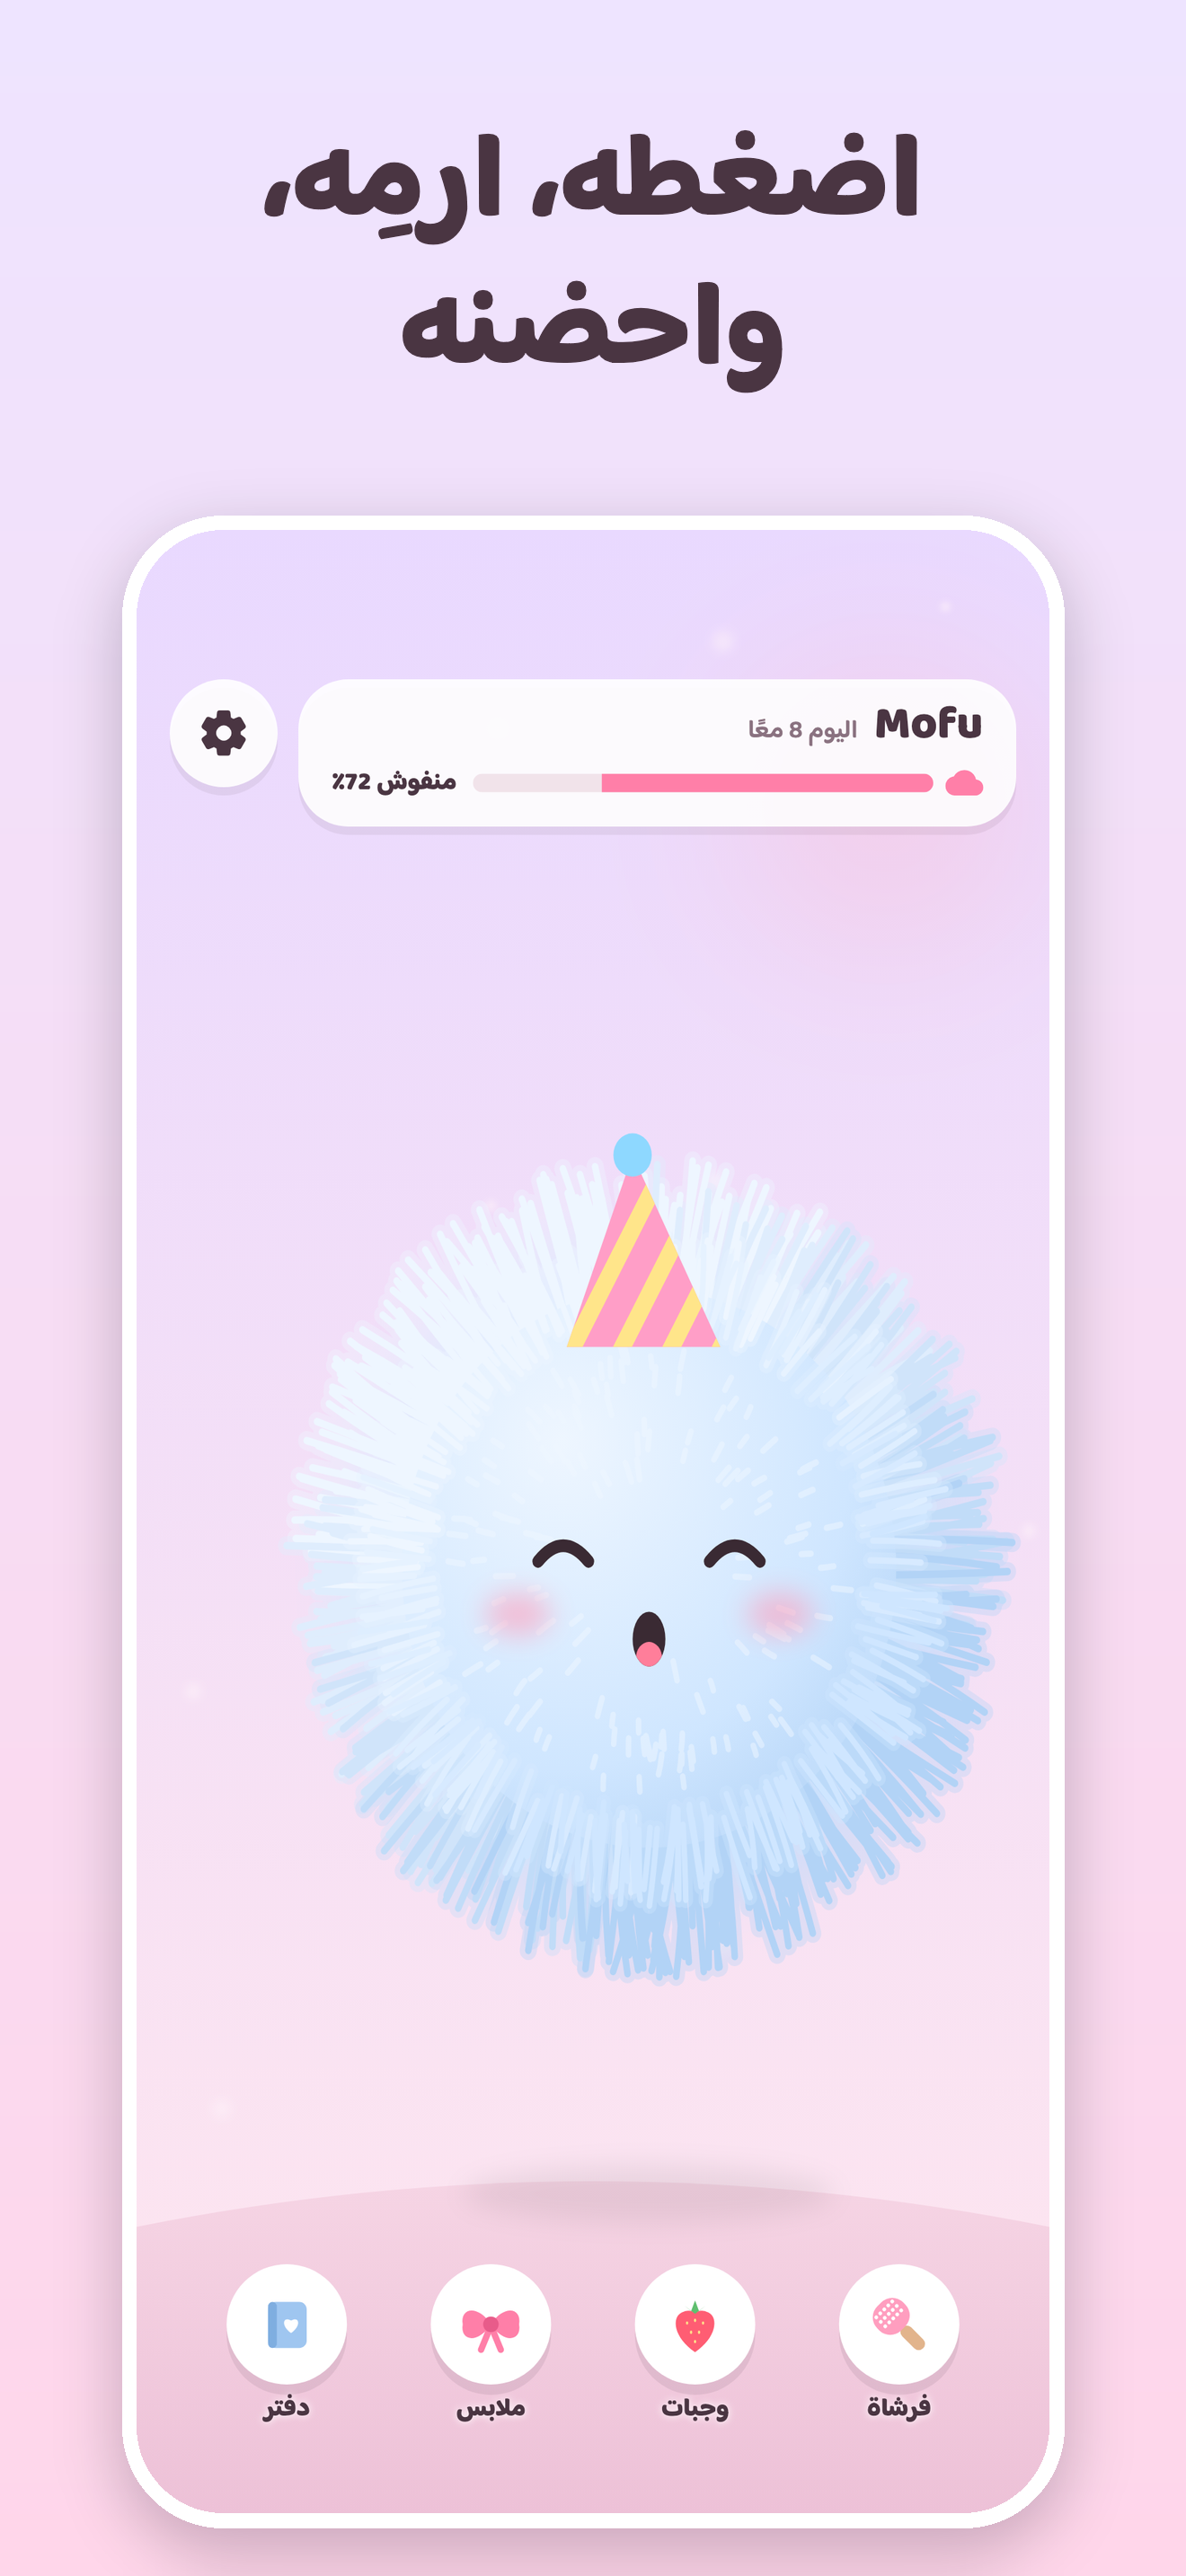 اضغطه، ارمِه،
واحضنه
Mofu اليوم 8 معًا
منفوش 72٪
فرشاة
وجبات
ملابس
دفتر